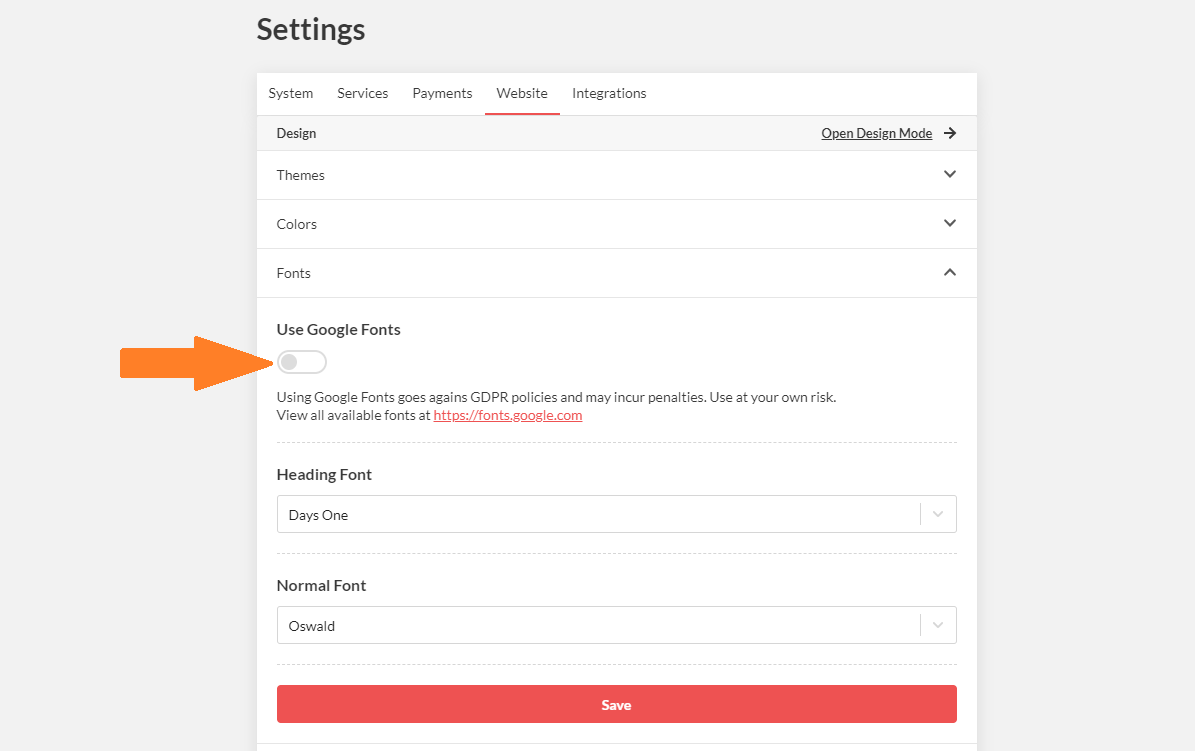 Settings
System Services Payments Website Integrations
Design Open Design Mode
Themes
Colors
Fonts
Use Google Fonts
Using Google Fonts goes agains GDPR policies and may incur penalties. Use at your own risk.
View all available fonts at https://fonts.google.com
Heading Font
Days One
Normal Font
Oswald
Save